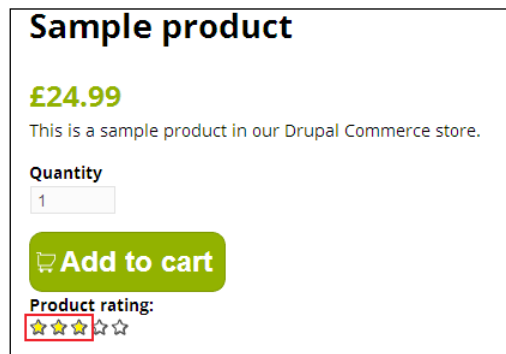 Sample product
£24.99
This is a sample product in our Drupal Commerce store.
Quantity
1
Add to cart
Product rating: